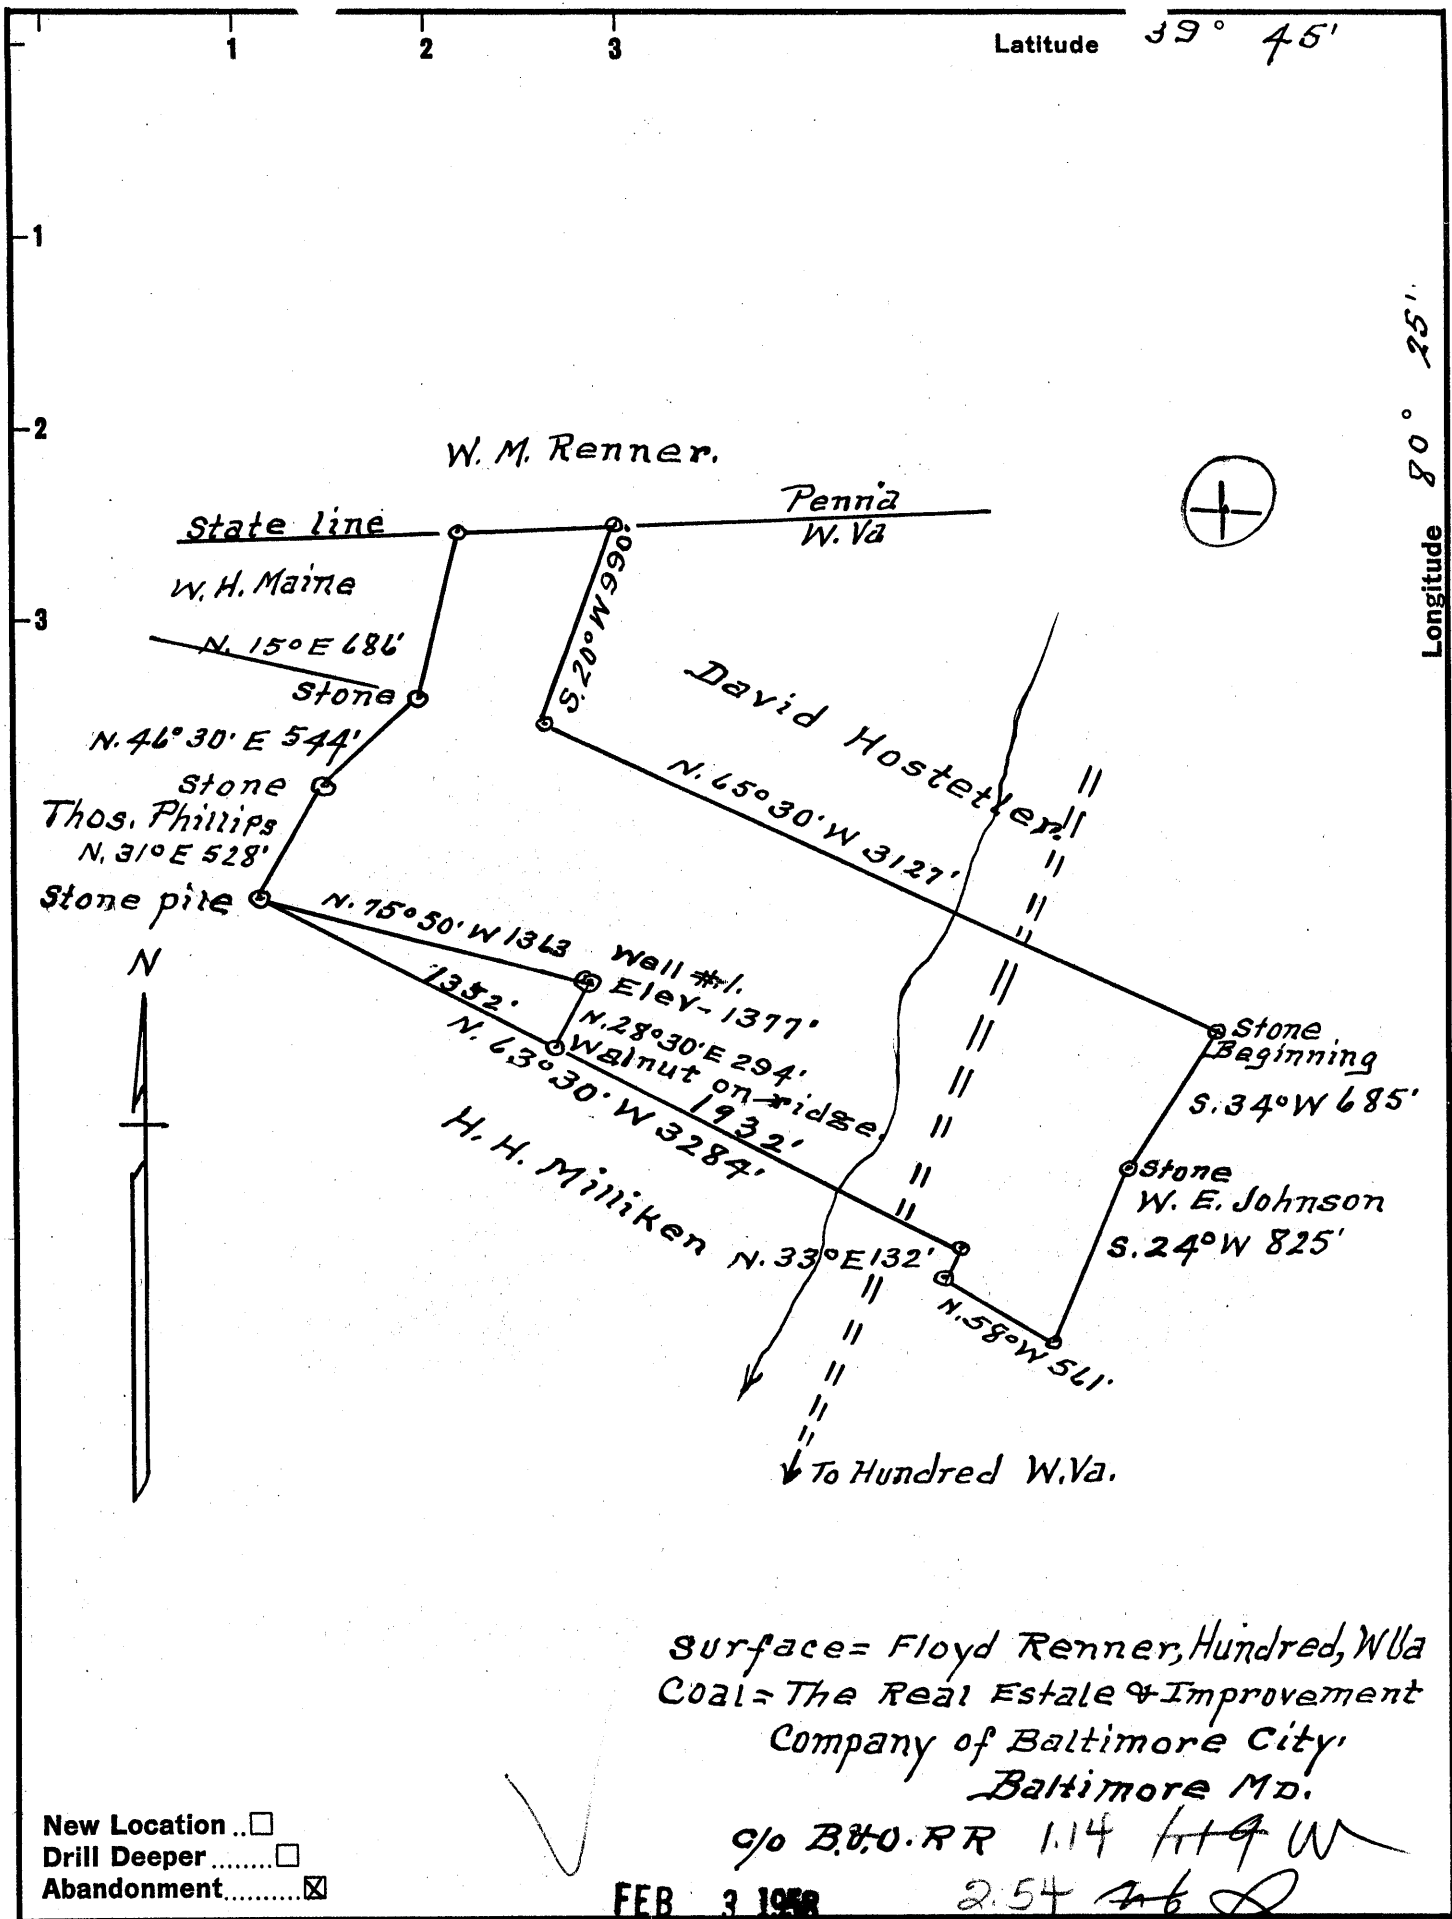 1 2 3 Latitude 39° 45'
1
2
3
Longitude 80° 25'
W. M. Renner.
State line
Penn'a
W. Va
W. H. Maine
N. 15° E 686'
Stone
S. 20° W 990'
N. 46° 30' E 544'
Stone
Thos. Phillips
N. 31° E 528'
Stone pile
David Hostetler.
N. 65° 30' W 3127'
N. 75° 50' W 1363
Well #1.
Elev- 1377'
1352'
N. 28° 30' E 294'
Walnut on ridge.
N. 63° 30' W 3284'
1932'
N
H. H. Milliken
Stone
Beginning
S. 34° W 685'
Stone
W. E. Johnson
S. 24° W 825'
N. 33° E 132'
N. 58° W 561'
To Hundred W.Va.
Surface = Floyd Renner, Hundred, W Va
Coal = The Real Estate & Improvement
Company of Baltimore City.
Baltimore MD.
c/o B.&O. RR 1.14 W
2.54
New Location ..☐
Drill Deeper ........☐
Abandonment..........☒
FEB 3 1958